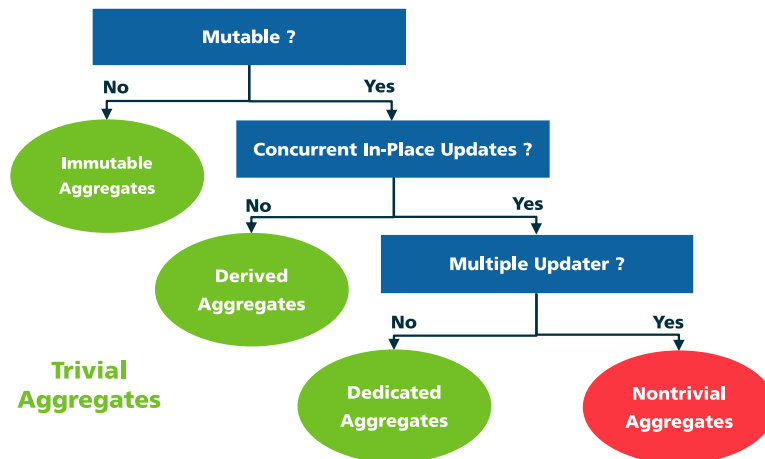 Mutable ?
No
Yes
Immutable
Aggregates
Concurrent In-Place Updates ?
No
Yes
Derived
Aggregates
Multiple Updater ?
No
Yes
Trivial
Aggregates
Dedicated
Aggregates
Nontrivial
Aggregates